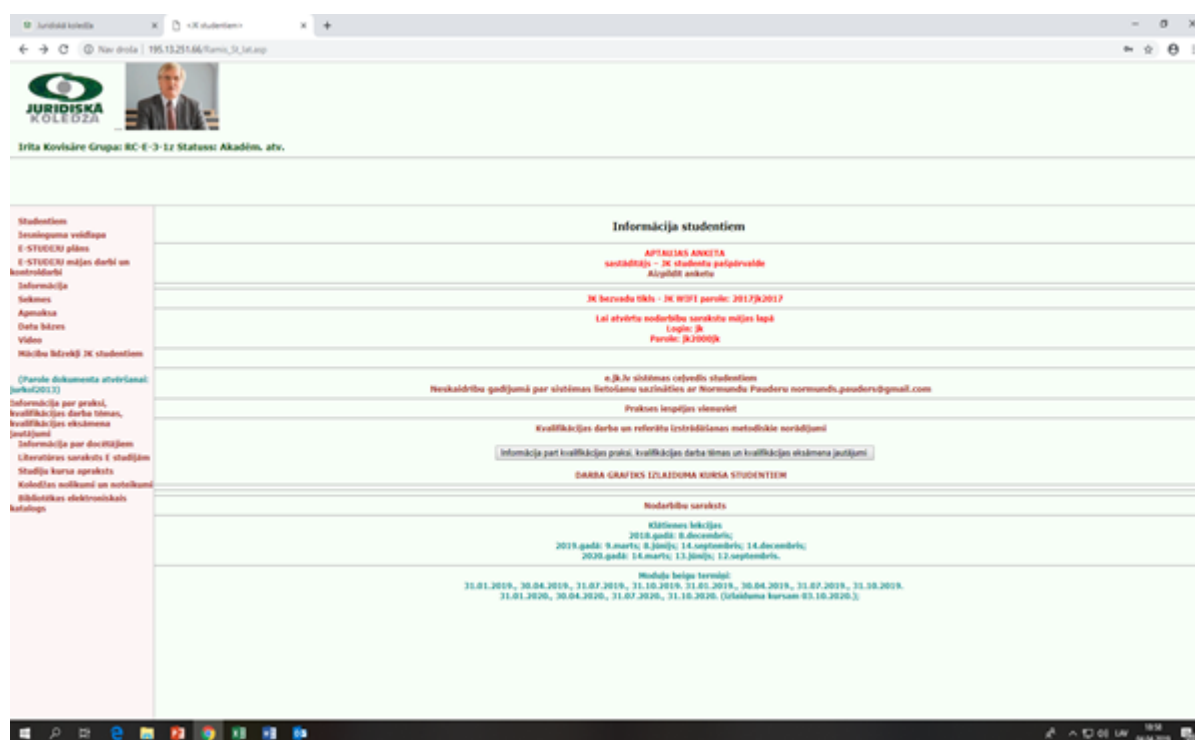 Juridiskā koledža
<JK studentiem>
Nav droša | 195.13.251.66/Ramis_St_lat.asp
JURIDISKĀ
KOLEDŽA
Irita Kovisāre Grupa: RC-E-3-1z Statuss: Akadēm. atv.
Studentiem
Iesnieguma veidlapa
E-STUDIJU plāns
E-STUDIJU mājas darbi un
kontroldarbi
Informācija
Sekmes
Apmaksa
Datu bāzes
Video
Mācību līdzekļi JK studentiem
(Parole dokumenta atvēršanai:
jurkol2013)
Informācija par praksi,
kvalifikācijas darba tēmas,
kvalifikācijas eksāmena
jautājumi
Informācija par docētājiem
Literatūras saraksts E studijām
Studiju kursa apraksts
Koledžas nolikumi un noteikumi
Bibliotēkas elektroniskais
katalogs
Informācija studentiem
APTAUJAS ANKETA
sastādītājs - JK studentu pašpārvalde
Aizpildīt anketu
JK bezvadu tīkls - JK WIFI parole: 2017jk2017
Lai atvērtu nodarbību sarakstu mājas lapā
Login: jk
Parole: jk2000jk
e.jk.lv sistēmas ceļvedis studentiem
Neskaidrību gadījumā par sistēmas lietošanu sazināties ar Normundu Pauderu normunds.pauders@gmail.com
Prakses iespējas vienuviet
Kvalifikācijas darba un referātu izstrādāšanas metodiskie norādījumi
Informācija part kvalifikācijas praksi, kvalifikācijas darba tēmas un kvalifikācijas eksāmena jautājumi
DARBA GRAFIKS IZLAIDUMA KURSA STUDENTIEM
Nodarbību saraksts
Klātienes lekcijas
2018.gadā: 8.decembris;
2019.gadā: 9.marts; 8.jūnijs; 14.septembris; 14.decembris;
2020.gadā: 14.marts; 13.jūnijs; 12.septembris.
Moduļu beigu termiņi:
31.01.2019., 30.04.2019., 31.07.2019., 31.10.2019. 31.01.2019., 30.04.2019., 31.07.2019., 31.10.2019.
31.01.2020., 30.04.2020., 31.07.2020., 31.10.2020. (izlaiduma kursam 03.10.2020.);
LAV
18:58
04.04.2019